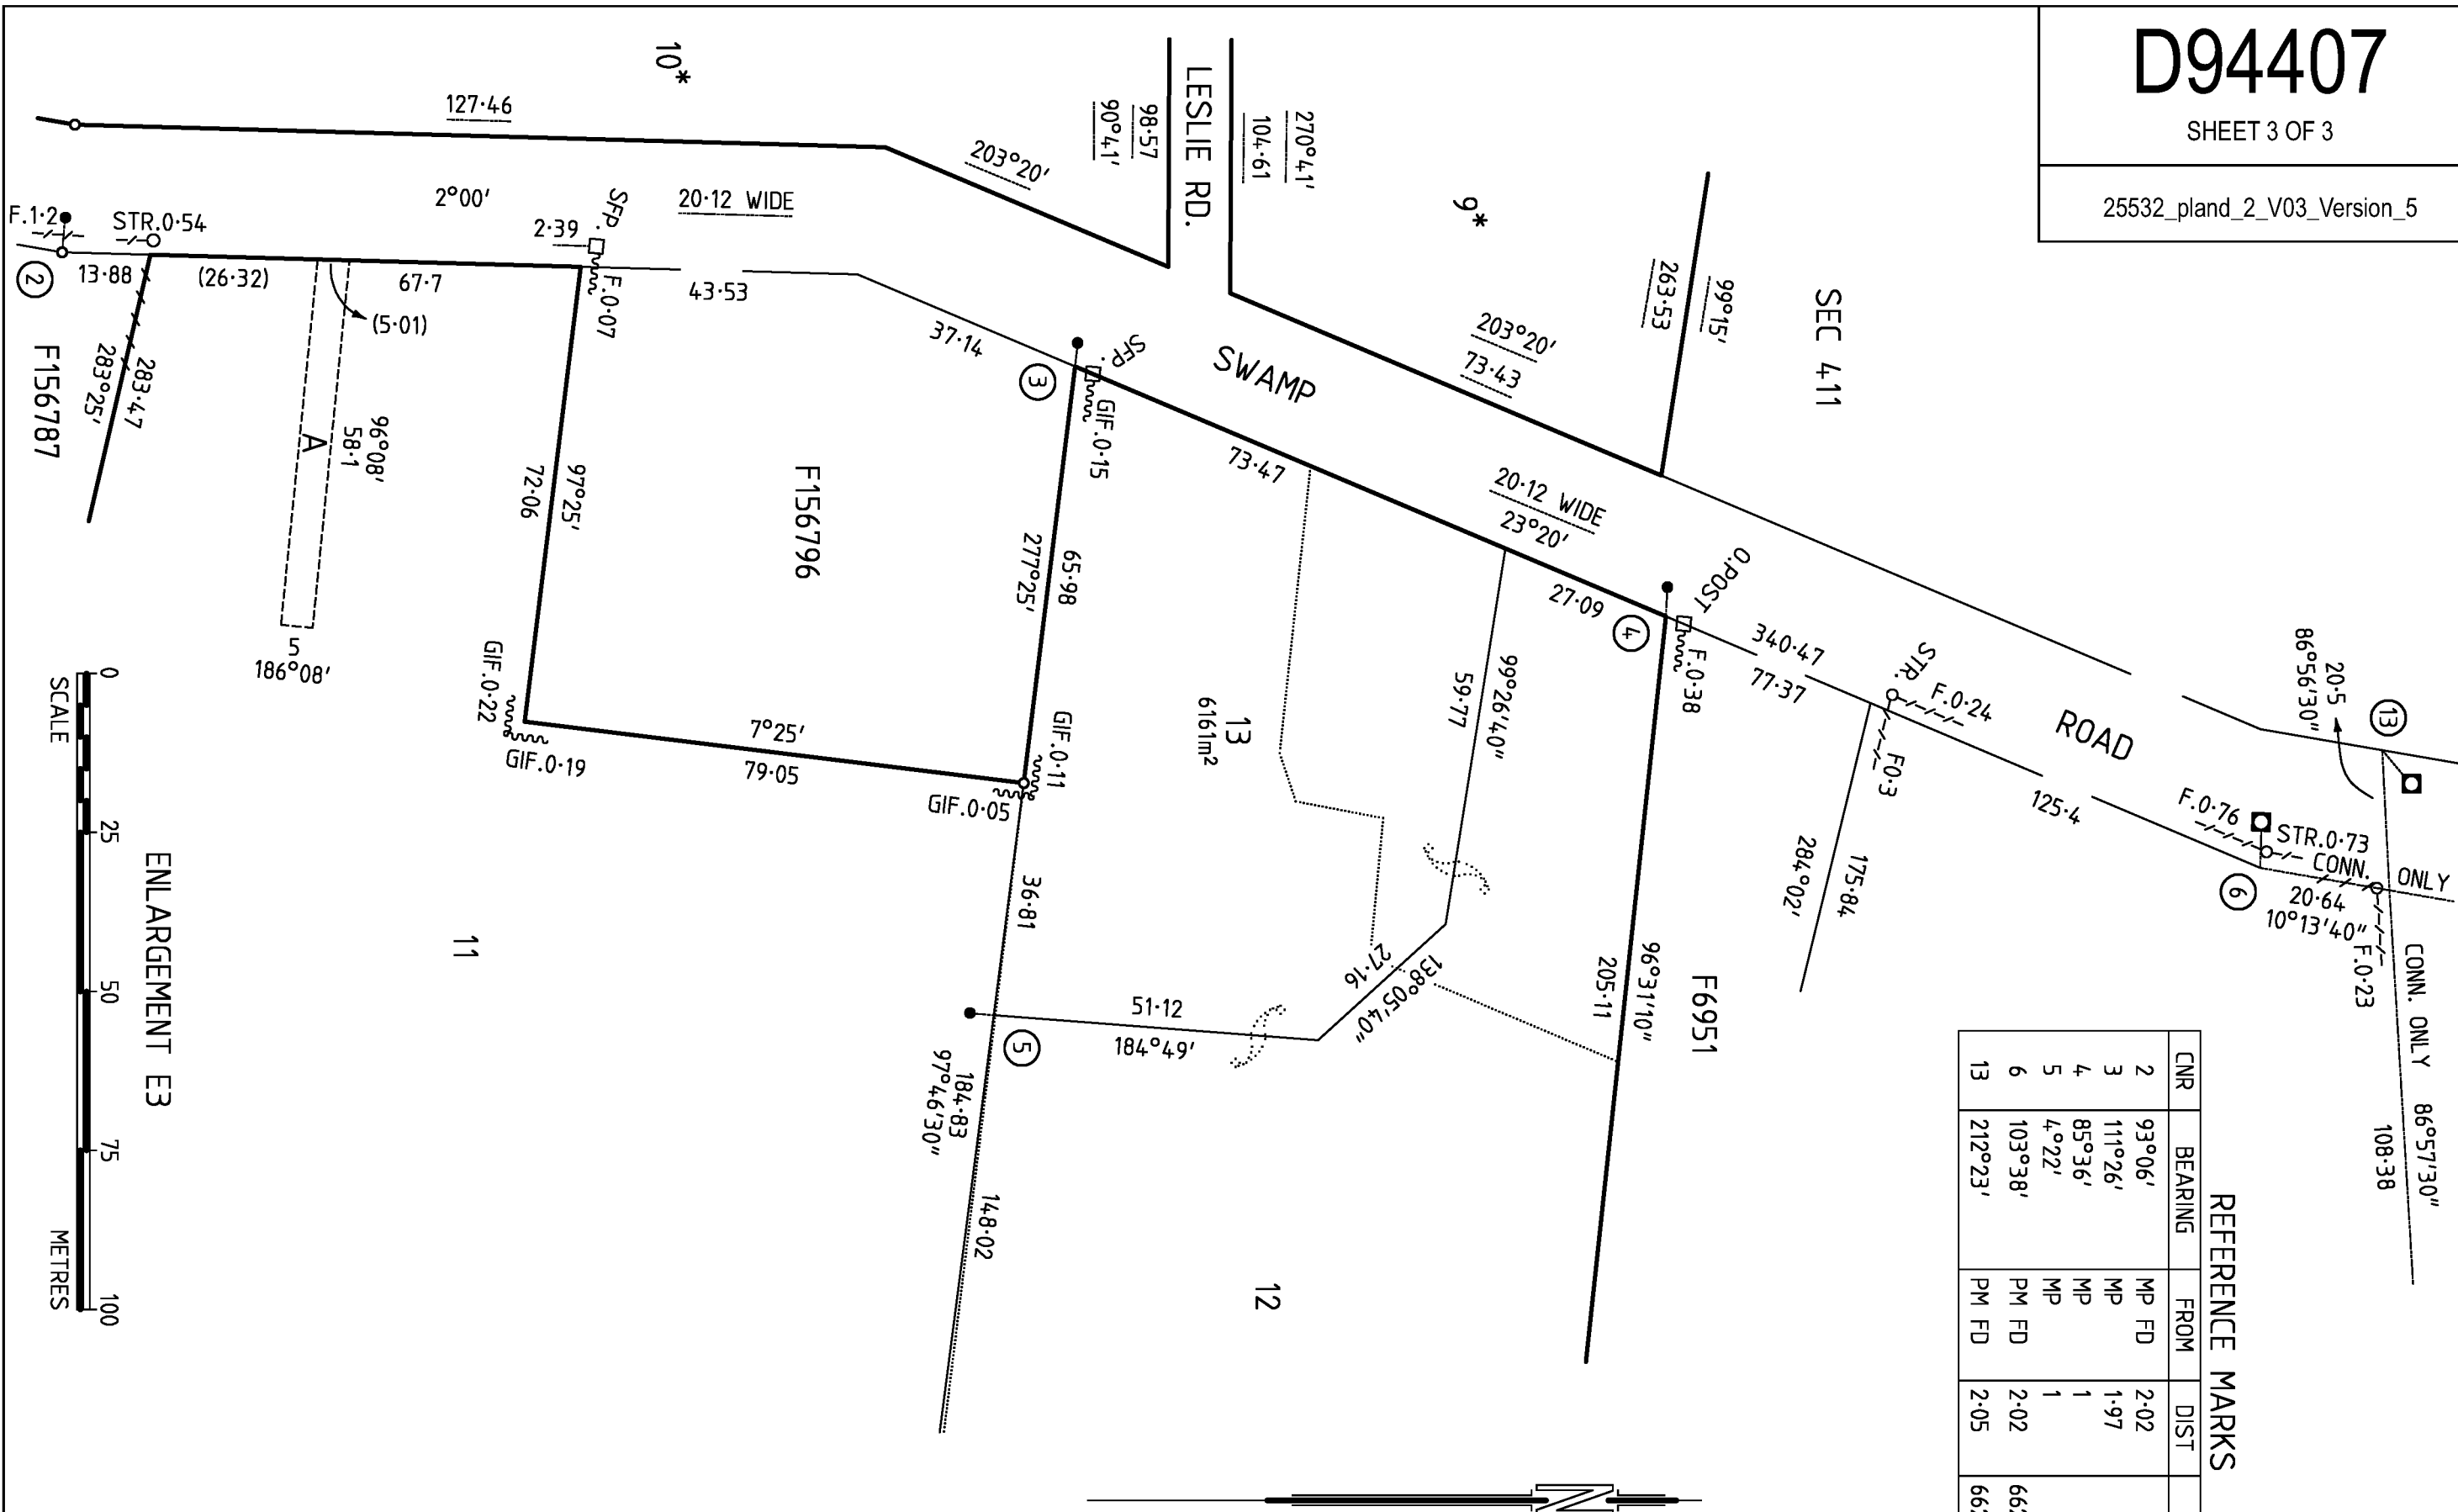 D94407
SHEET 3 OF 3
25532_pland_2_V03_Version_5
10*
127·46
203°20'
98·57
90°41'
LESLIE RD.
270°41'
104·61
9*
263·53
99°15'
SEC 411
F.1·2
STR.0·54
2°00'
2·39
SFP.
20·12 WIDE
13·88
(26·32)
67·7
F.0·07
43·53
(5·01)
2
37·14
3
SFP.
SWAMP
203°20'
73·43
F156787
283·47
283°25'
A
96°08'
58·1
72·06
97°25'
F156796
GIF.0·15
73·47
20·12 WIDE
23°20'
277°25'
65·98
27·09
O.POST
4
F.0·38
340·47
77·37
STR.
F.0·24
F0·3
ROAD
86°56'30"
20·5
13
5
186°08'
GIF.0·22
GIF.0·19
7°25'
79·05
GIF.0·11
GIF.0·05
13
6161m²
59·77
99°26'40"
125·4
F.0·76
STR.0·73
CONN. ONLY
6
20·64
10°13'40"
F.0·23
284°02'
175·84
CONN. ONLY 86°57'30"
108·38
36·81
11
27·16
138°05'40"
205·11
96°31'10"
F6951
51·12
184°49'
5
184·83
97°46'30"
148·02
12
REFERENCE MARKS
CNR BEARING FROM DIST
2 93°06' MP FD 2·02
3 111°26' MP 1·97
4 85°36' MP 1
5 4°22' MP 1
6 103°38' PM FD 2·02
13 212°23' PM FD 2·05
ENLARGEMENT E3
0 25 50 75 100
SCALE METRES
N